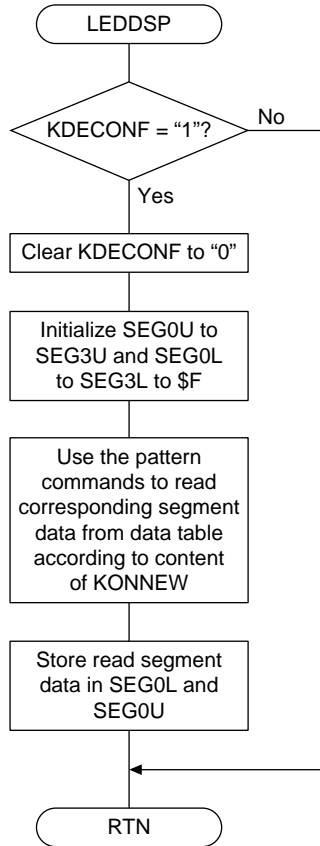 LEDDSP
KDECONF = “1”?
No
Yes
Clear KDECONF to “0”
Initialize SEG0U to
SEG3U and SEG0L
to SEG3L to $F
Use the pattern
commands to read
corresponding segment
data from data table
according to content
of KONNEW
Store read segment
data in SEG0L and
SEG0U
RTN